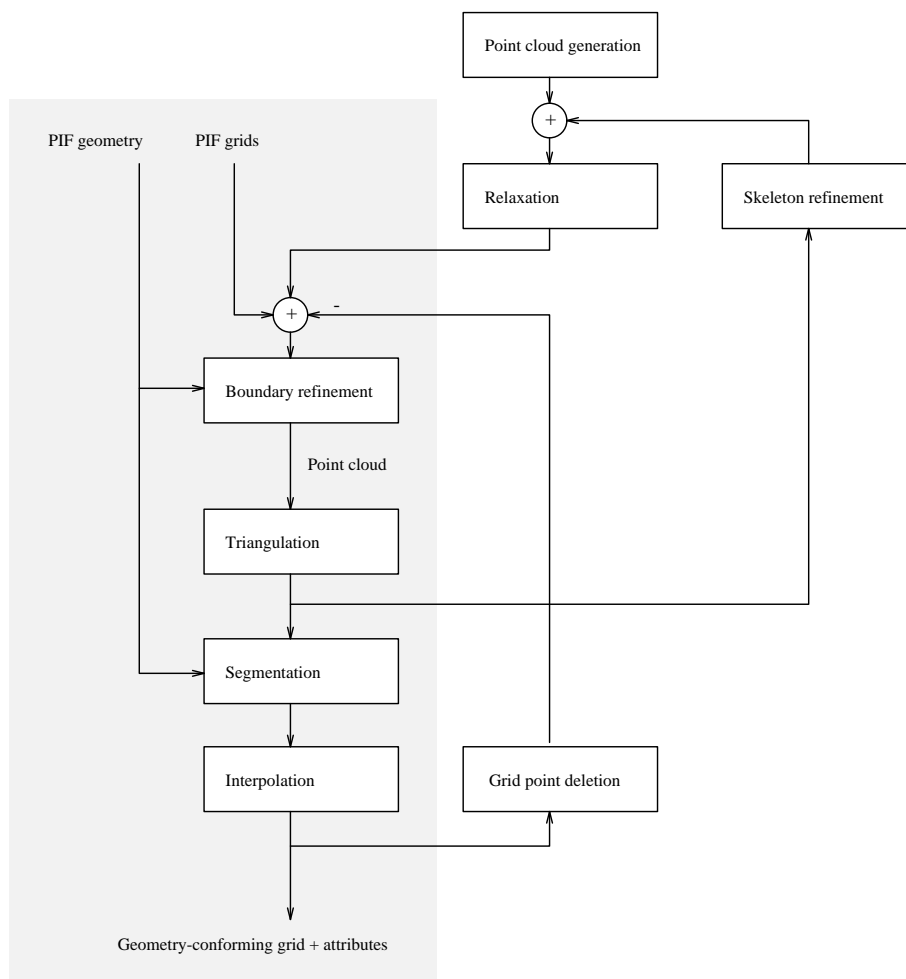 Point cloud generation
+
PIF geometry
PIF grids
Relaxation
Skeleton refinement
-
+
Boundary refinement
Point cloud
Triangulation
Segmentation
Interpolation
Grid point deletion
Geometry-conforming grid + attributes